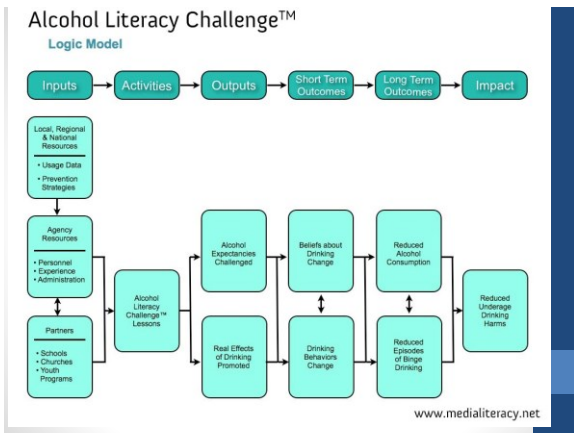 Alcohol Literacy Challenge™
Logic Model
Inputs
Activities
Outputs
Short Term
Outcomes
Long Term
Outcomes
Impact
Local, Regional
& National
Resources
• Usage Data
• Prevention
Strategies
Agency
Resources
• Personnel
• Experience
• Administration
Partners
• Schools
• Churches
• Youth
Programs
Alcohol
Literacy
Challenge™
Lessons
Alcohol
Expectancies
Challenged
Real Effects
of Drinking
Promoted
Beliefs about
Drinking
Change
Drinking
Behaviors
Change
Reduced
Alcohol
Consumption
Reduced
Episodes
of Binge
Drinking
Reduced
Underage
Drinking
Harms
www.medialiteracy.net